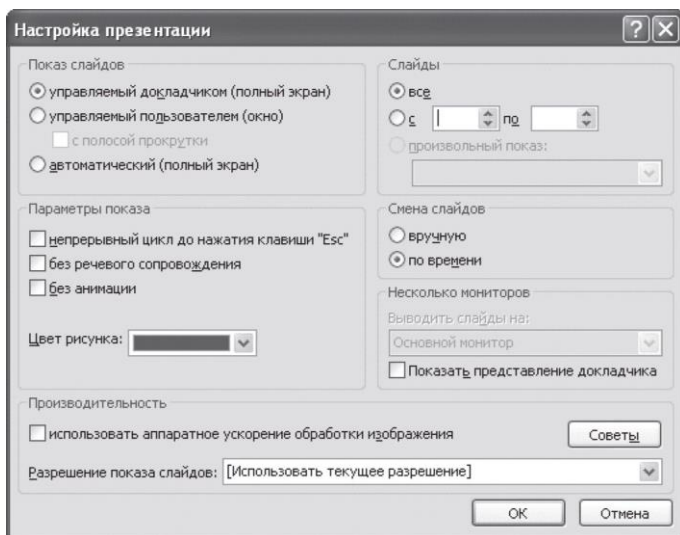 Настройка презентации
Показ слайдов
управляемый докладчиком (полный экран)
управляемый пользователем (окно)
с полосой прокрутки
автоматический (полный экран)
Слайды
все
с по
произвольный показ:
Параметры показа
непрерывный цикл до нажатия клавиши "Esc"
без речевого сопровождения
без анимации
Цвет рисунка:
Смена слайдов
вручную
по времени
Несколько мониторов
Выводить слайды на:
Основной монитор
Показать представление докладчика
Производительность
использовать аппаратное ускорение обработки изображения
Советы
Разрешение показа слайдов: [Использовать текущее разрешение]
ОК Отмена